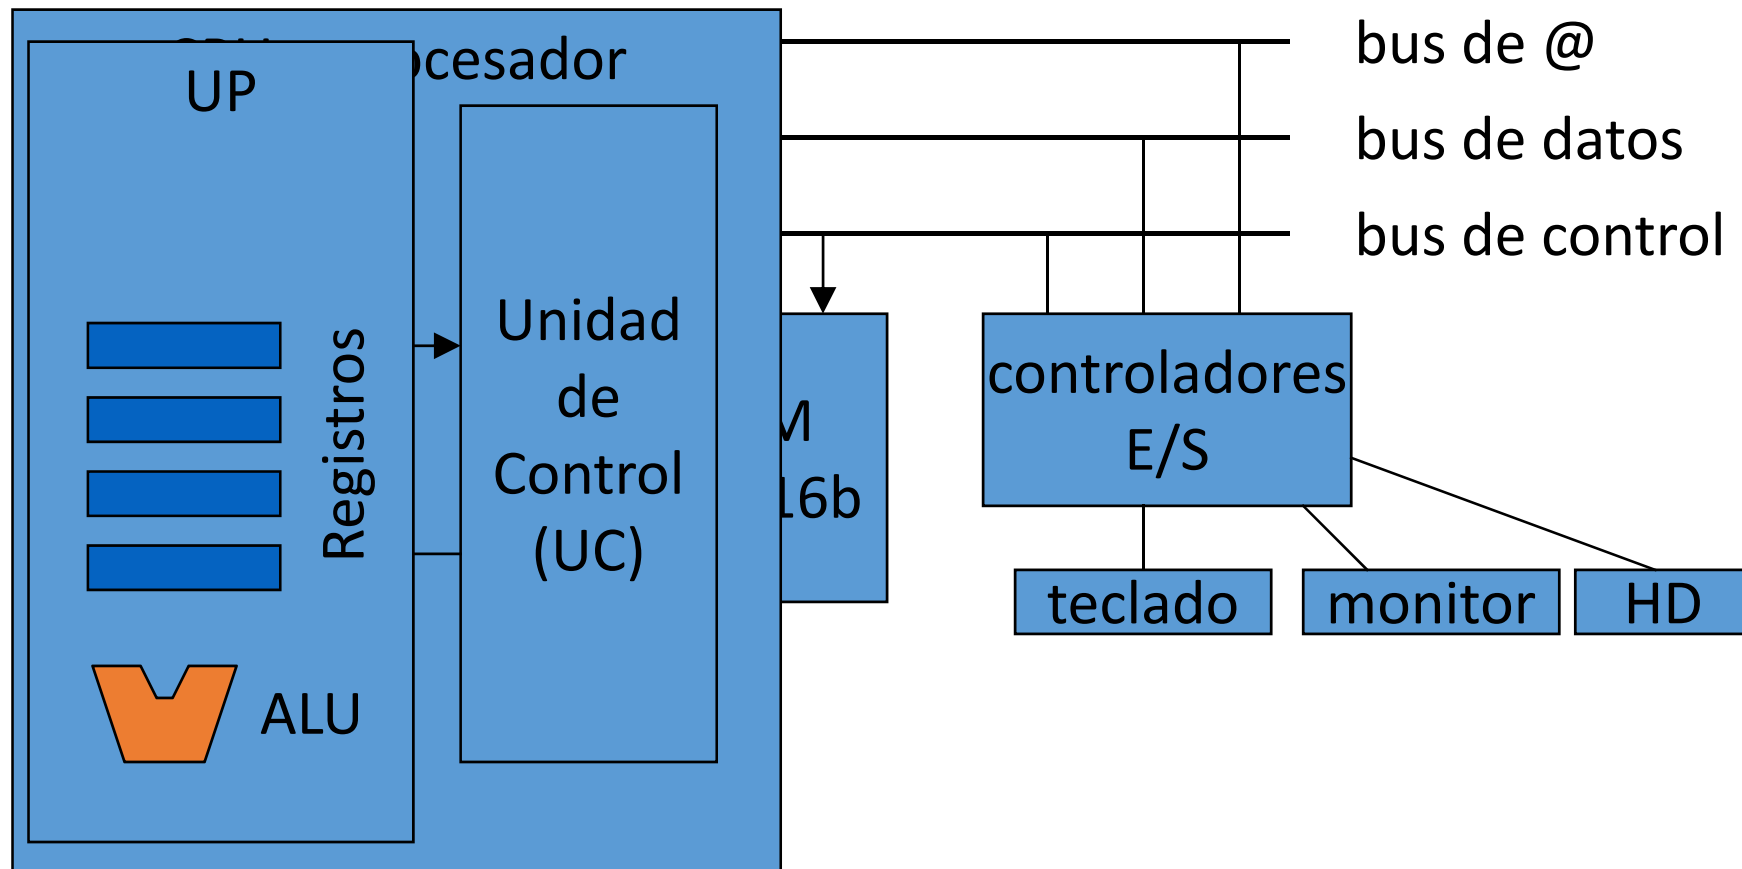 UP
bus de @
bus de datos
bus de control
Registros
Unidad
de
Control
(UC)
ALU
16b
controladores
E/S
teclado
monitor
HD